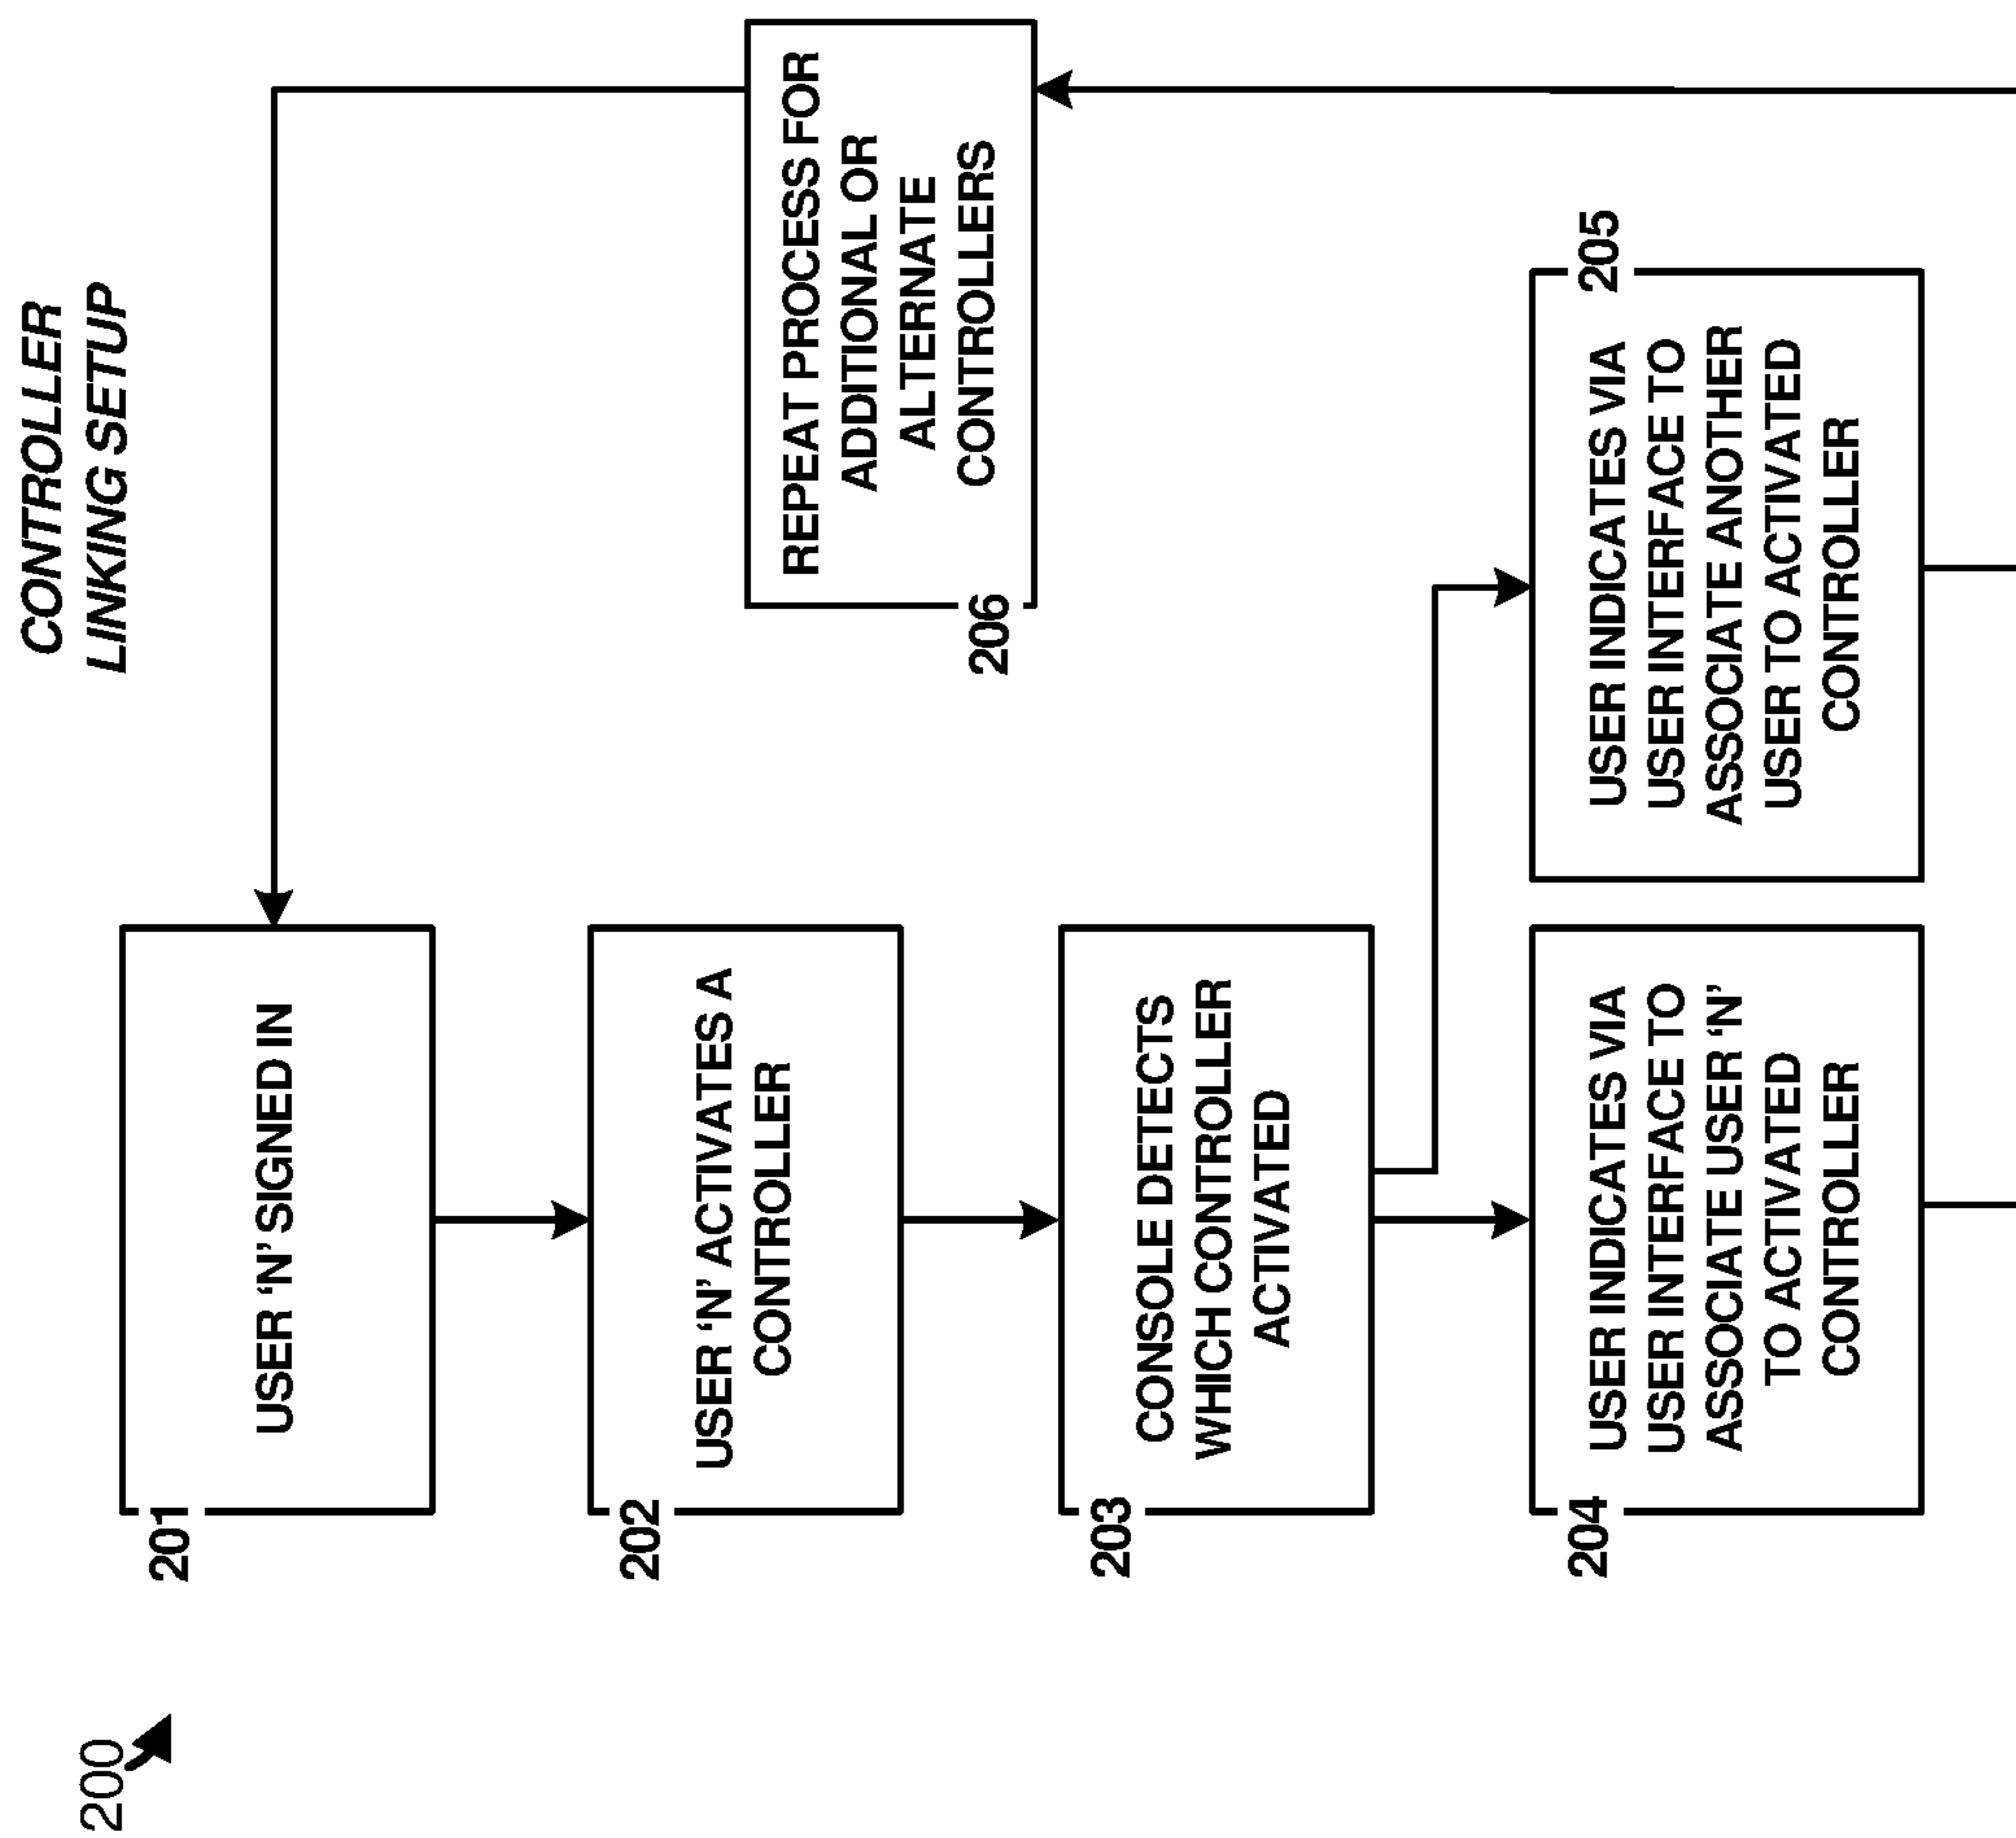 200
CONTROLLER
LINKING SETUP
201
USER ‘N’ SIGNED IN
202
USER ‘N’ ACTIVATES A
CONTROLLER
203
CONSOLE DETECTS
WHICH CONTROLLER
ACTIVATED
204
USER INDICATES VIA
USER INTERFACE TO
ASSOCIATE USER ‘N’
TO ACTIVATED
CONTROLLER
205
USER INDICATES VIA
USER INTERFACE TO
ASSOCIATE ANOTHER
USER TO ACTIVATED
CONTROLLER
206
REPEAT PROCESS FOR
ADDITIONAL OR
ALTERNATE
CONTROLLERS